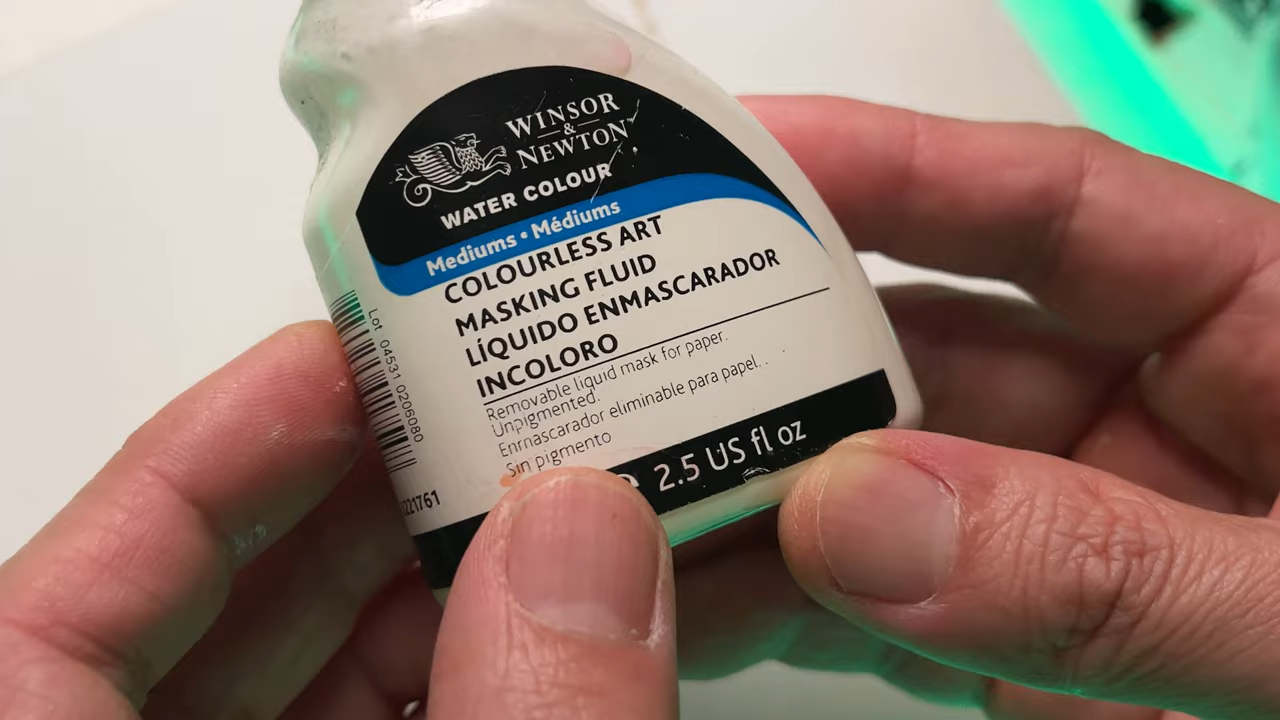 WINSOR
&
NEWTON
WATER COLOUR
Mediums • Médiums
COLOURLESS ART
MASKING FLUID
LÍQUIDO ENMASCARADOR
INCOLORO
Removable liquid mask for paper.
Unpigmented.
Enmascarador eliminable para papel.
Sin pigmento
2.5 US fl oz
Lot 04531 0206080
221761